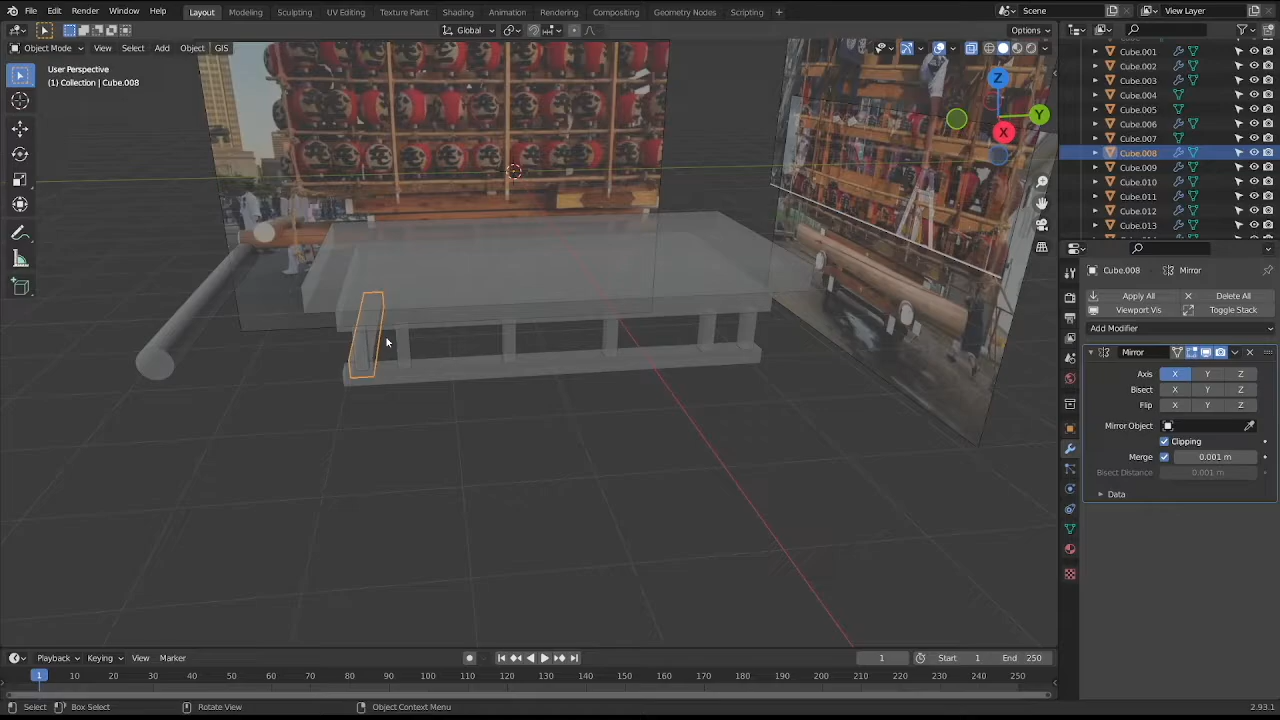 File Edit Render Window Help Layout Modeling Sculpting UV Editing Texture Paint Shading Animation Rendering Compositing Geometry Nodes Scripting + Scene View Layer
Global Options
Object Mode View Select Add Object GIS
User Perspective
(1) Collection | Cube.008
Z
Y
X
Cube.001
Cube.002
Cube.003
Cube.004
Cube.005
Cube.006
Cube.007
Cube.008
Cube.009
Cube.010
Cube.011
Cube.012
Cube.013
Cube.008 Mirror
Apply All Delete All
Viewport Vis Toggle Stack
Add Modifier
Mirror
Axis X Y Z
Bisect X Y Z
Flip X Y Z
Mirror Object
Clipping
Merge 0.001 m
Bisect Distance 0.001 m
Data
Playback Keying View Marker 1 Start 1 End 250
1 10 20 30 40 50 60 70 80 90 100 110 120 130 140 150 160 170 180 190 200 210 220 230 240 250
Select Box Select Rotate View Object Context Menu 2.93.1